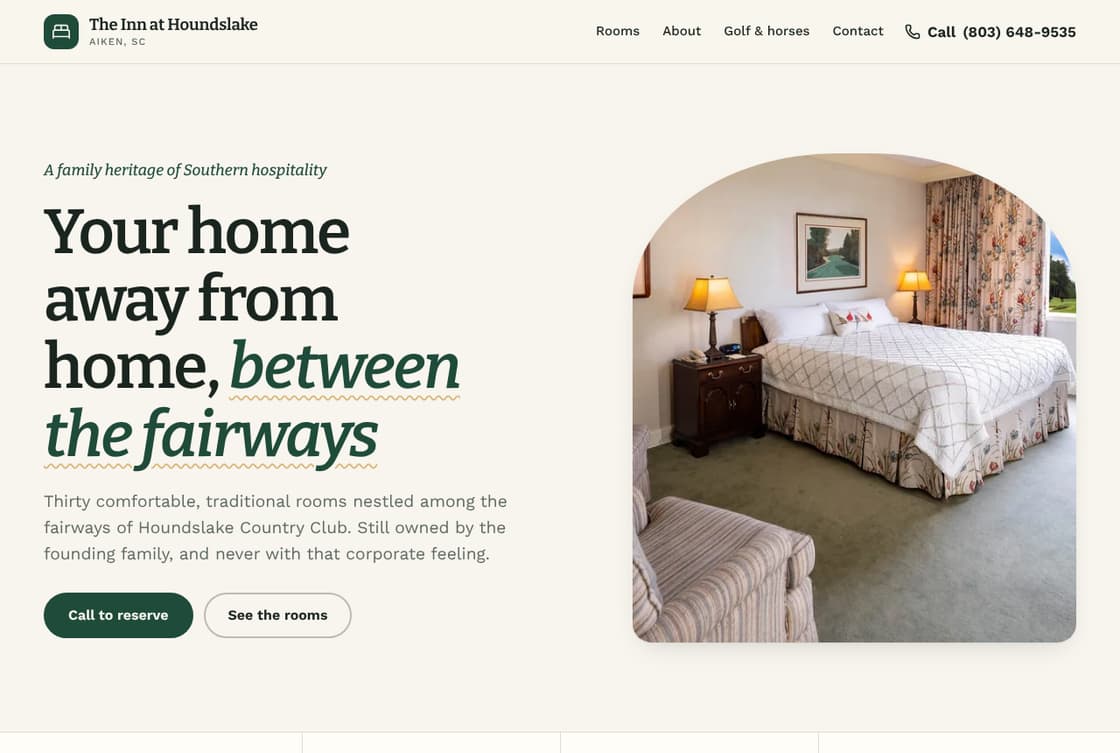 The Inn at Houndslake
AIKEN, SC
Rooms
About
Golf & horses
Contact
Call (803) 648-9535
A family heritage of Southern hospitality
Your home
away from
home, between
the fairways
Thirty comfortable, traditional rooms nestled among the
fairways of Houndslake Country Club. Still owned by the
founding family, and never with that corporate feeling.
Call to reserve
See the rooms